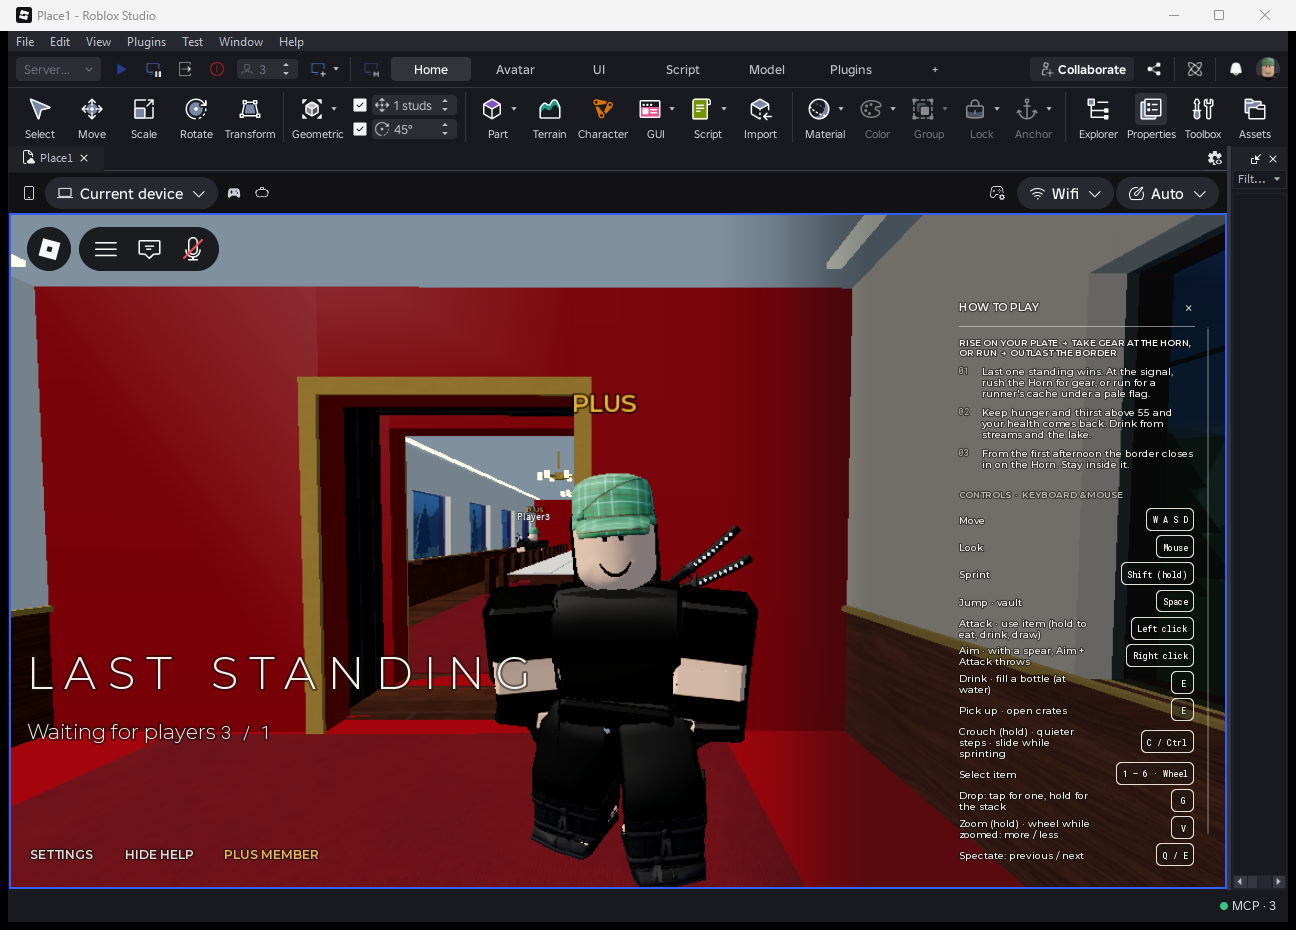 Place1 - Roblox Studio
File Edit View Plugins Test Window Help
Server... 3 Home Avatar UI Script Model Plugins + Collaborate
1 studs
45°
Select Move Scale Rotate Transform Geometric Part Terrain Character GUI Script Import Material Color Group Lock Anchor Explorer Properties Toolbox Assets
Place1
Filt...
Current device Wifi Auto
HOW TO PLAY ×
RISE ON YOUR PLATE → TAKE GEAR AT THE HORN,
OR RUN → OUTLAST THE BORDER
01 Last one standing wins. At the signal,
rush the Horn for gear, or run for a
runner's cache under a pale flag.
02 Keep hunger and thirst above 55 and
your health comes back. Drink from
streams and the lake.
03 From the first afternoon the border closes
in on the Horn. Stay inside it.
CONTROLS · KEYBOARD & MOUSE
Move W A S D
Look Mouse
Sprint Shift (hold)
Jump · vault Space
Attack · use item (hold to
eat, drink, draw) Left click
Aim · with a spear, Aim +
Attack throws Right click
Drink · fill a bottle (at
water) E
Pick up · open crates E
Crouch (hold) · quieter
steps · slide while
sprinting C / Ctrl
Select item 1 – 6 · Wheel
Drop: tap for one, hold for
the stack G
Zoom (hold) · wheel while
zoomed: more / less V
Spectate: previous / next Q / E
PLUS
PLUS
Player3
LAST STANDING
Waiting for players 3 / 1
SETTINGS HIDE HELP PLUS MEMBER
MCP · 3